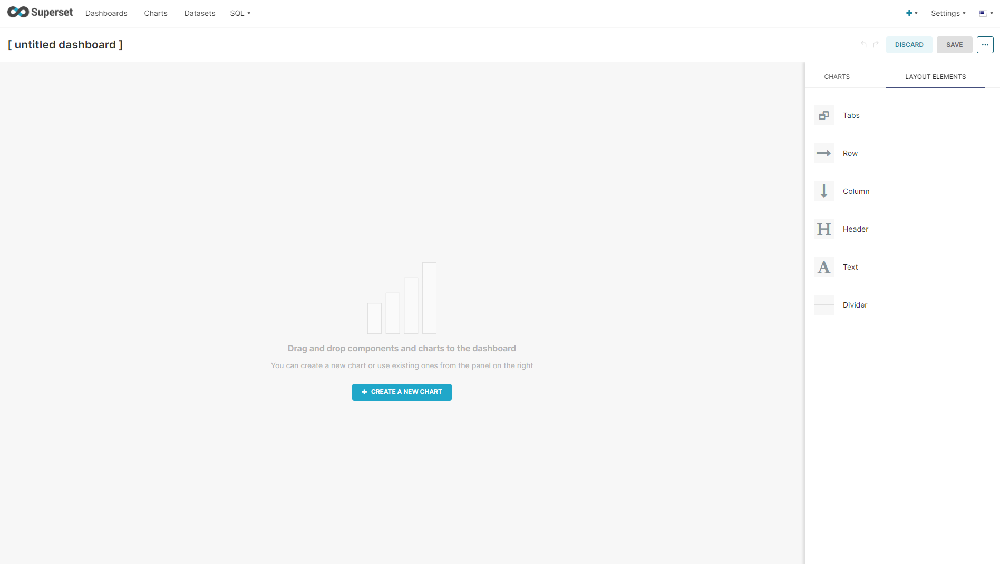 Superset Dashboards Charts Datasets SQL Settings
[ untitled dashboard ] DISCARD SAVE ...
CHARTS LAYOUT ELEMENTS
Tabs
Row
Column
H Header
A Text
Divider
Drag and drop components and charts to the dashboard
You can create a new chart or use existing ones from the panel on the right
+ CREATE A NEW CHART